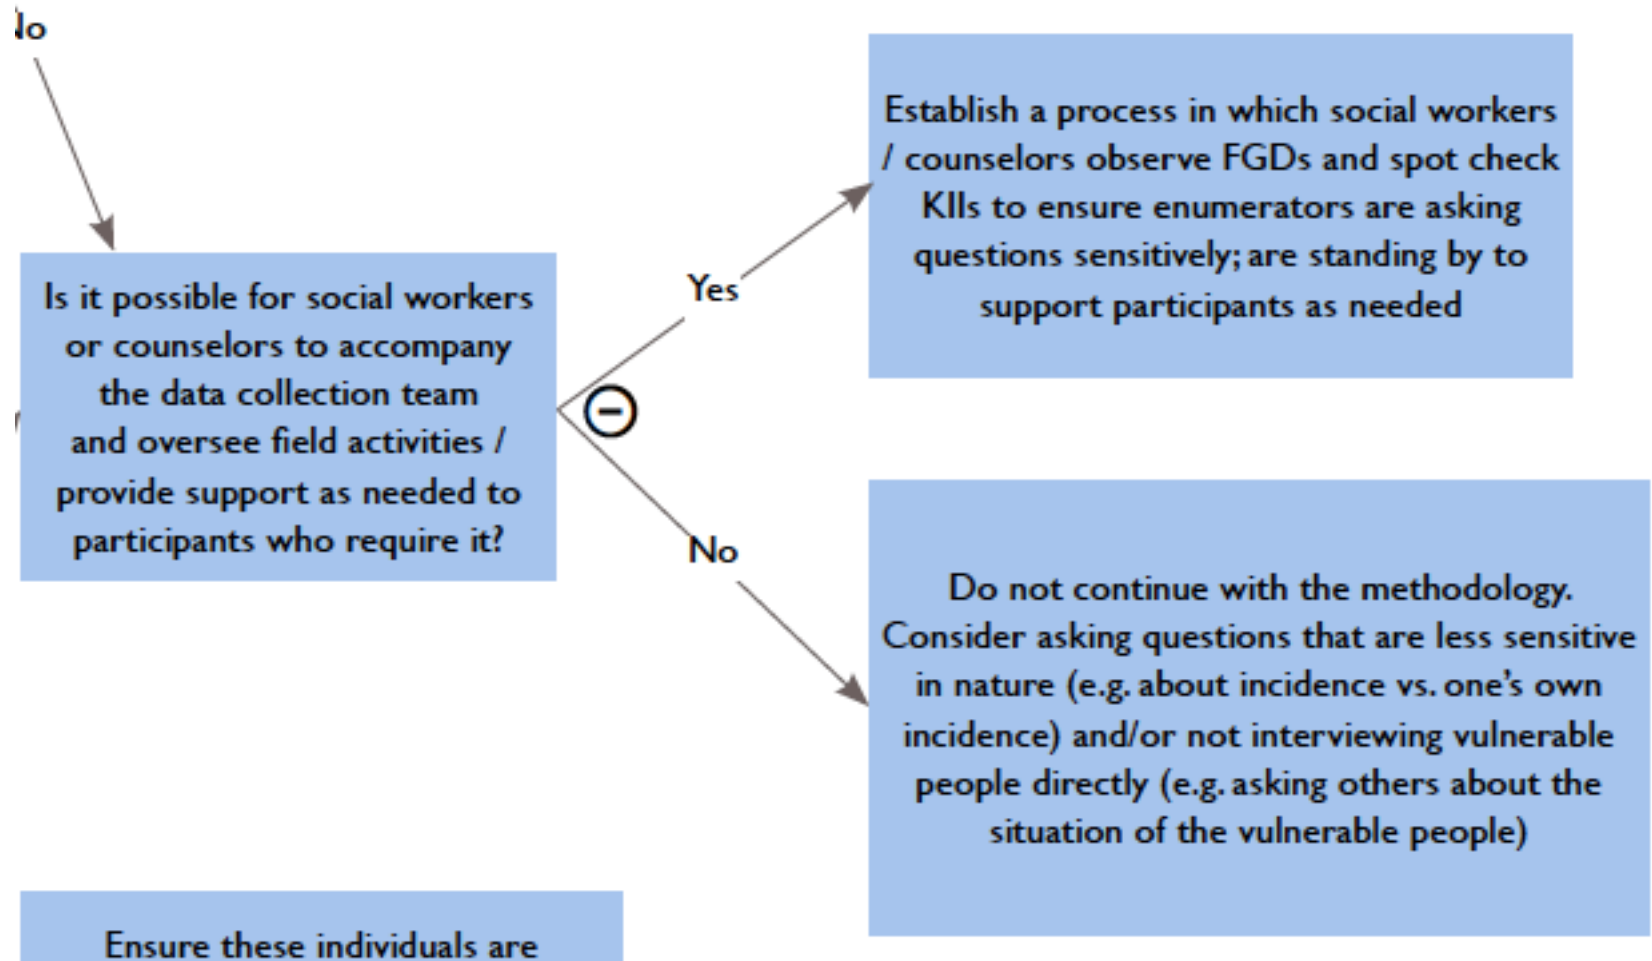 No
Establish a process in which social workers
/ counselors observe FGDs and spot check
KIIs to ensure enumerators are asking
questions sensitively; are standing by to
support participants as needed
Is it possible for social workers
or counselors to accompany
the data collection team
and oversee field activities /
provide support as needed to
participants who require it?
Yes
No
Do not continue with the methodology.
Consider asking questions that are less sensitive
in nature (e.g. about incidence vs. one’s own
incidence) and/or not interviewing vulnerable
people directly (e.g. asking others about the
situation of the vulnerable people)
Ensure these individuals are